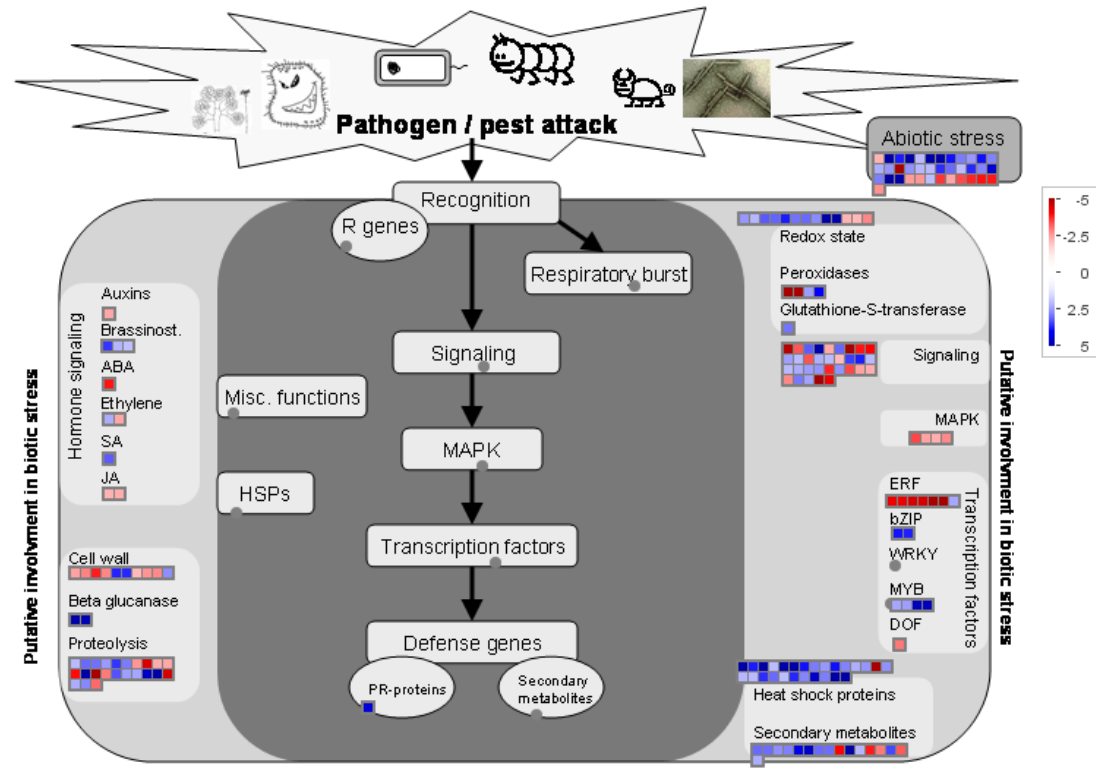 Pathogen / pest attack
Abiotic stress
Recognition
R genes
Respiratory burst
Signaling
Misc. functions
MAPK
HSPs
Transcription factors
Defense genes
PR-proteins
Secondary
metabolites
Putative involvment in biotic stress
Hormone signaling
Auxins
Brassinost.
ABA
Ethylene
SA
JA
Cell wall
Beta glucanase
Proteolysis
Redox state
Peroxidases
Glutathione-S-transferase
Signaling
MAPK
ERF
bZIP
WRKY
MYB
DOF
Transcription factors
Heat shock proteins
Secondary metabolites
Putative involvment in biotic stress
-5
-2.5
0
2.5
5